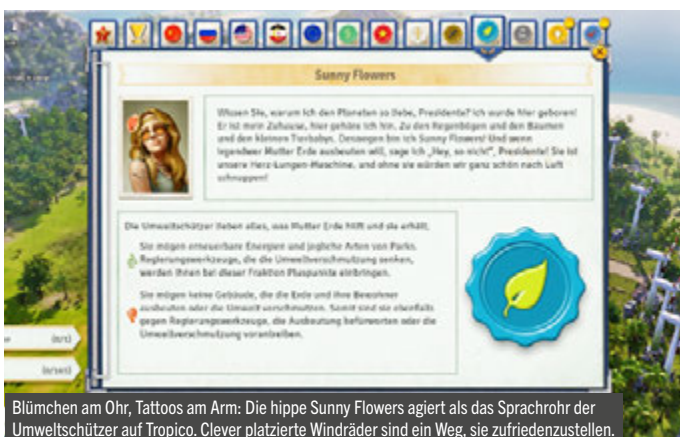 Sunny Flowers
Wissen Sie, warum ich den Planeten so liebe, Presidente? Ich wurde hier geboren!
Er ist mein Zuhause, hier gehöre ich hin. Zu den Regenbögen und den Bäumen
und den kleinen Tierbabys. Deswegen bin ich Sunny Flowers! Und wenn
irgendwer Mutter Erde ausbeuten will, sage ich „Hey, so nicht“, Presidente! Sie ist
unsere Herz-Lungen-Maschine, und ohne sie würden wir ganz schön nach Luft
schnappen!
Die Umweltschützer lieben alles, was Mutter Erde hilft und sie erhält.
Sie mögen erneuerbare Energien und jegliche Arten von Parks.
Regierungswerkzeuge, die die Umweltverschmutzung senken,
werden Ihnen bei dieser Fraktion Pluspunkte einbringen.
Sie mögen keine Gebäude, die die Erde und ihre Bewohner
ausbeuten oder die Umwelt verschmutzen. Somit sind sie ebenfalls
gegen Regierungswerkzeuge, die Ausbeutung befürworten oder die
Umweltverschmutzung vorantreiben.
Blümchen am Ohr, Tattoos am Arm: Die hippe Sunny Flowers agiert als das Sprachrohr der
Umweltschützer auf Tropico. Clever platzierte Windräder sind ein Weg, sie zufriedenzustellen.